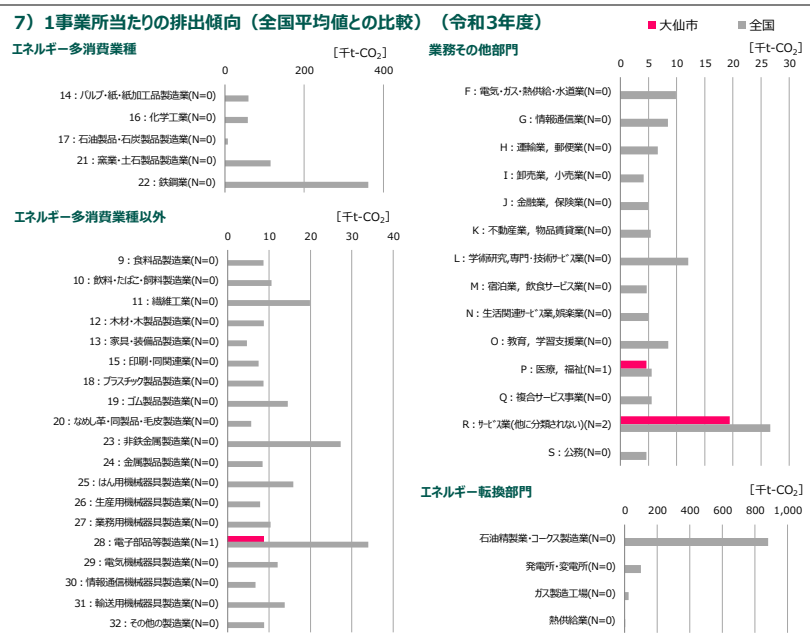 7）1事業所当たりの排出傾向（全国平均値との比較）（令和3年度）
■大仙市 ■全国
エネルギー多消費業種
[千t-CO₂]
0 200 400
14：パルプ・紙・紙加工品製造業(N=0)
16：化学工業(N=0)
17：石油製品・石炭製品製造業(N=0)
21：窯業・土石製品製造業(N=0)
22：鉄鋼業(N=0)
エネルギー多消費業種以外
[千t-CO₂]
0 10 20 30 40
9：食料品製造業(N=0)
10：飲料・たばこ・飼料製造業(N=0)
11：繊維工業(N=0)
12：木材・木製品製造業(N=0)
13：家具・装備品製造業(N=0)
15：印刷・同関連業(N=0)
18：プラスチック製品製造業(N=0)
19：ゴム製品製造業(N=0)
20：なめし革・同製品・毛皮製造業(N=0)
23：非鉄金属製造業(N=0)
24：金属製品製造業(N=0)
25：はん用機械器具製造業(N=0)
26：生産用機械器具製造業(N=0)
27：業務用機械器具製造業(N=0)
28：電子部品等製造業(N=1)
29：電気機械器具製造業(N=0)
30：情報通信機械器具製造業(N=0)
31：輸送用機械器具製造業(N=0)
32：その他の製造業(N=0)
業務その他部門
[千t-CO₂]
0 5 10 15 20 25 30
F：電気・ガス・熱供給・水道業(N=0)
G：情報通信業(N=0)
H：運輸業，郵便業(N=0)
I：卸売業，小売業(N=0)
J：金融業，保険業(N=0)
K：不動産業，物品賃貸業(N=0)
L：学術研究,専門・技術ｻｰﾋﾞｽ業(N=0)
M：宿泊業，飲食サービス業(N=0)
N：生活関連ｻｰﾋﾞｽ業,娯楽業(N=0)
O：教育，学習支援業(N=0)
P：医療，福祉(N=1)
Q：複合サービス事業(N=0)
R：ｻｰﾋﾞｽ業(他に分類されない)(N=2)
S：公務(N=0)
エネルギー転換部門
[千t-CO₂]
0 200 400 600 800 1,000
石油精製業・コークス製造業(N=0)
発電所・変電所(N=0)
ガス製造工場(N=0)
熱供給業(N=0)